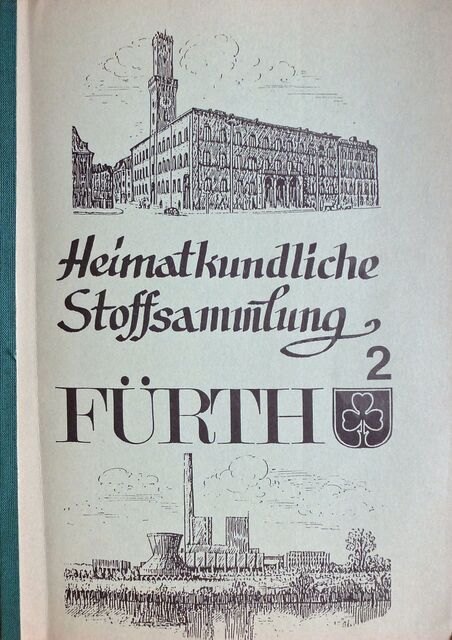 Heimatkundliche
Stoffsammlung
2
FÜRTH